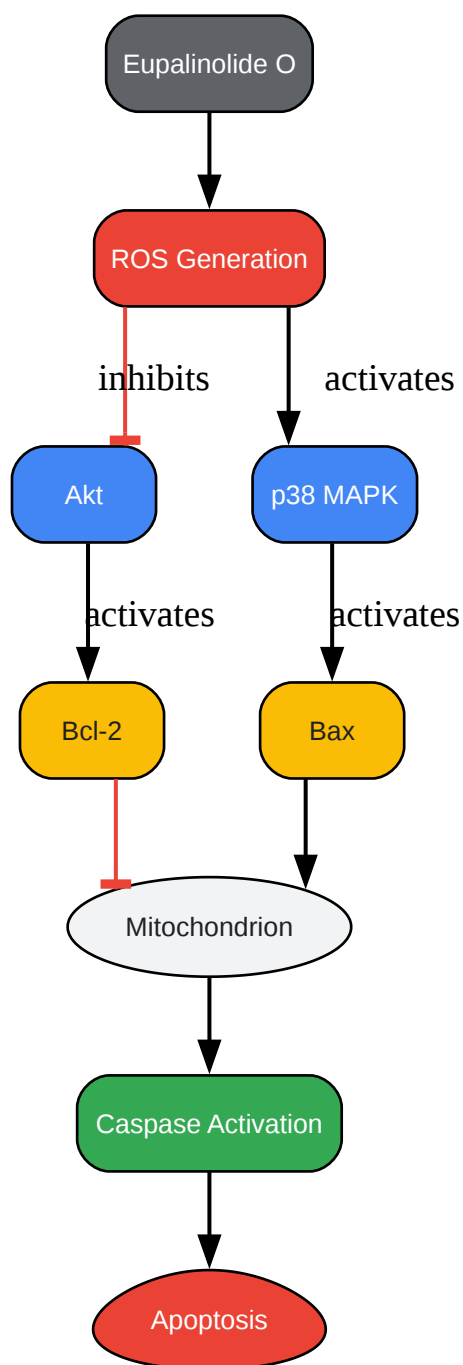 Eupalinolide O
ROS Generation
inhibits
activates
Akt
p38 MAPK
activates
activates
Bcl-2
Bax
Mitochondrion
Caspase Activation
Apoptosis